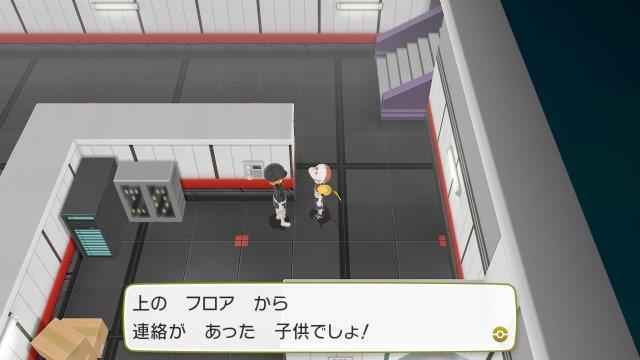 上の　フロア　から
連絡が　あった　子供でしょ！